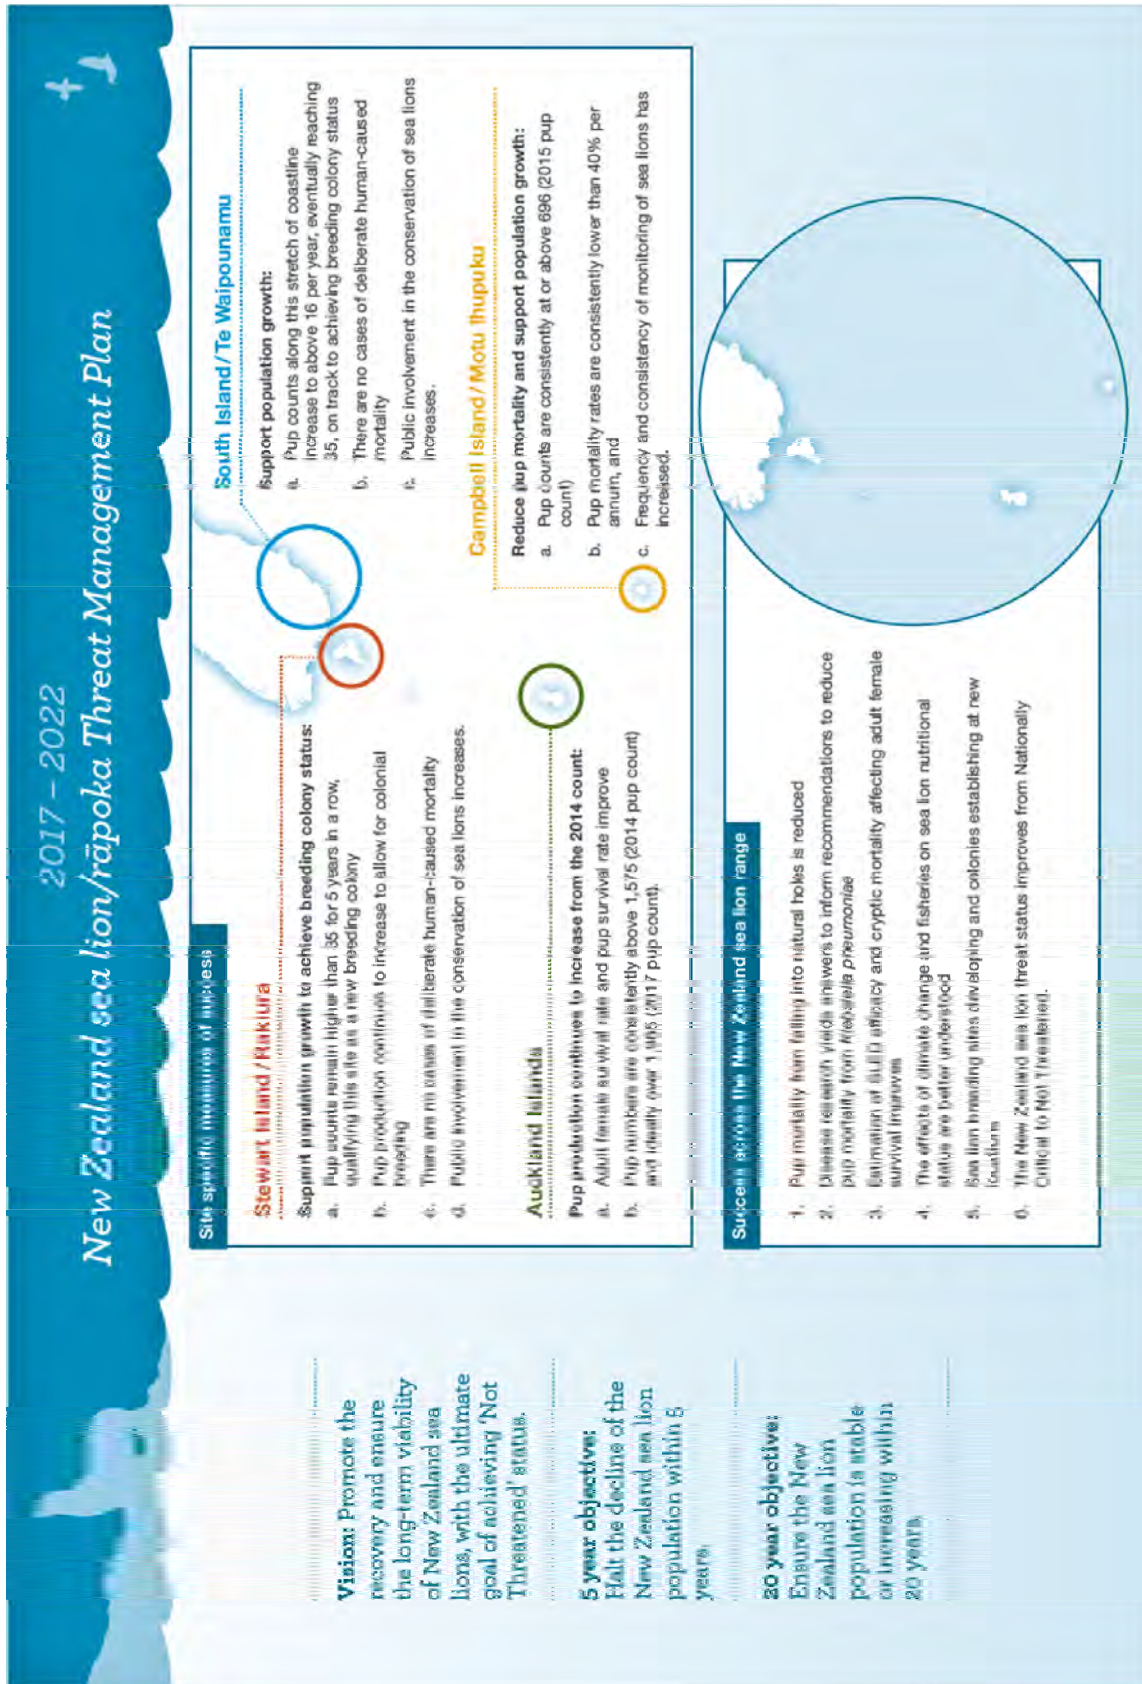 2017 – 2022
New Zealand sea lion/rāpoka Threat Management Plan
Vision: Promote the
recovery and ensure
the long-term viability
of New Zealand sea
lions, with the ultimate
goal of achieving ‘Not
Threatened’ status.
5 year objective:
Halt the decline of the
New Zealand sea lion
population within 5
years.
20 year objective:
Ensure the New
Zealand sea lion
population is stable
or increasing within
20 years.
Site specific measures of success
Stewart Island/Rakiura
Support population growth to achieve breeding colony status:
a. Pup counts remain higher than 35 for 5 years in a row,
qualifying this site as a new breeding colony
b. Pup production continues to increase to allow for colonial
breeding
c. There are no cases of deliberate human-caused mortality
d. Public involvement in the conservation of sea lions increases.
Auckland Islands
Pup production continues to increase from the 2014 count:
a. Adult female survival rate and pup survival rate improve
b. Pup numbers are consistently above 1,575 (2014 pup count)
and ideally over 1,965 (2017 pup count).
South Island/Te Waipounamu
Support population growth:
a. Pup counts along this stretch of coastline
increase to above 16 per year, eventually reaching
35, on track to achieving breeding colony status
b. There are no cases of deliberate human-caused
mortality
c. Public involvement in the conservation of sea lions
increases.
Campbell Island/Motu Ihupuku
Reduce pup mortality and support population growth:
a. Pup counts are consistently at or above 696 (2015 pup
count)
b. Pup mortality rates are consistently lower than 40% per
annum, and
c. Frequency and consistency of monitoring of sea lions has
increased.
Success across the New Zealand sea lion range
1. Pup mortality from falling into natural holes is reduced
2. Disease research yields answers to inform recommendations to reduce
pup mortality from Klebsiella pneumoniae
3. Estimation of SLED efficacy and cryptic mortality affecting adult female
survival improves
4. The effects of climate change and fisheries on sea lion nutritional
status are better understood
5. Sea lion breeding sites developing and colonies establishing at new
locations
6. The New Zealand sea lion threat status improves from Nationally
Critical to Not Threatened.